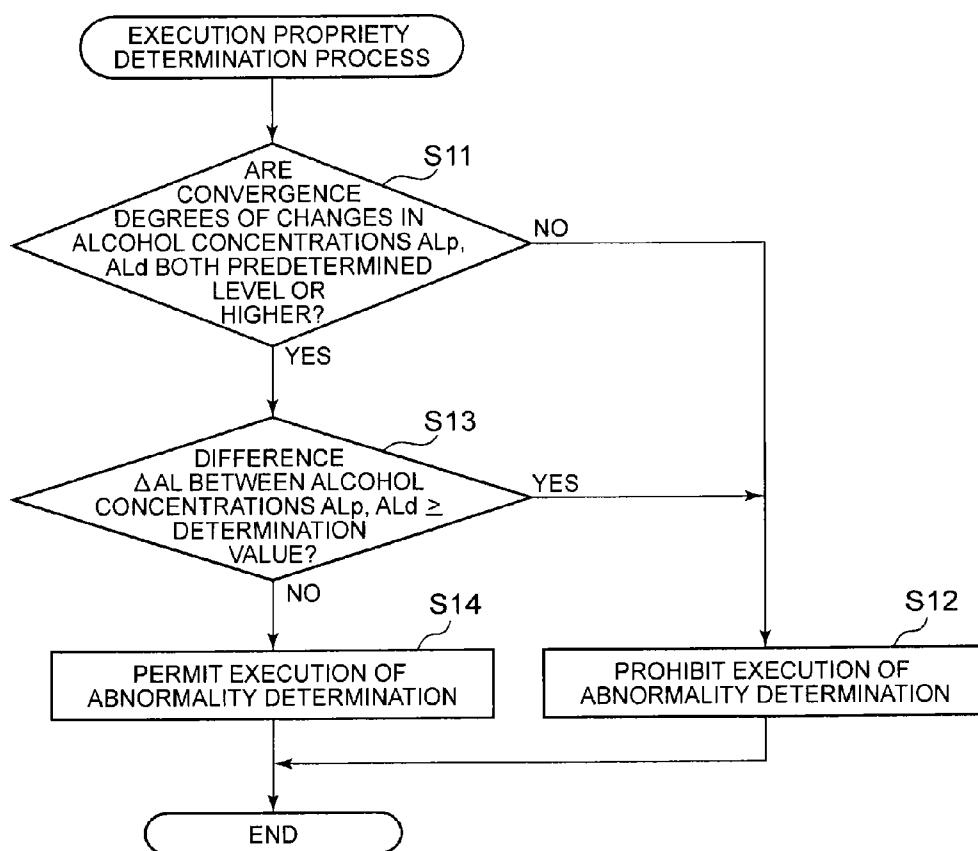 EXECUTION PROPRIETY
DETERMINATION PROCESS
S11
ARE
CONVERGENCE
DEGREES OF CHANGES IN
ALCOHOL CONCENTRATIONS ALp,
ALd BOTH PREDETERMINED
LEVEL OR
HIGHER?
NO
YES
S13
DIFFERENCE
ΔAL BETWEEN ALCOHOL
CONCENTRATIONS ALp, ALd ≥
DETERMINATION
VALUE?
YES
NO
S14
PERMIT EXECUTION OF
ABNORMALITY DETERMINATION
S12
PROHIBIT EXECUTION OF
ABNORMALITY DETERMINATION
END